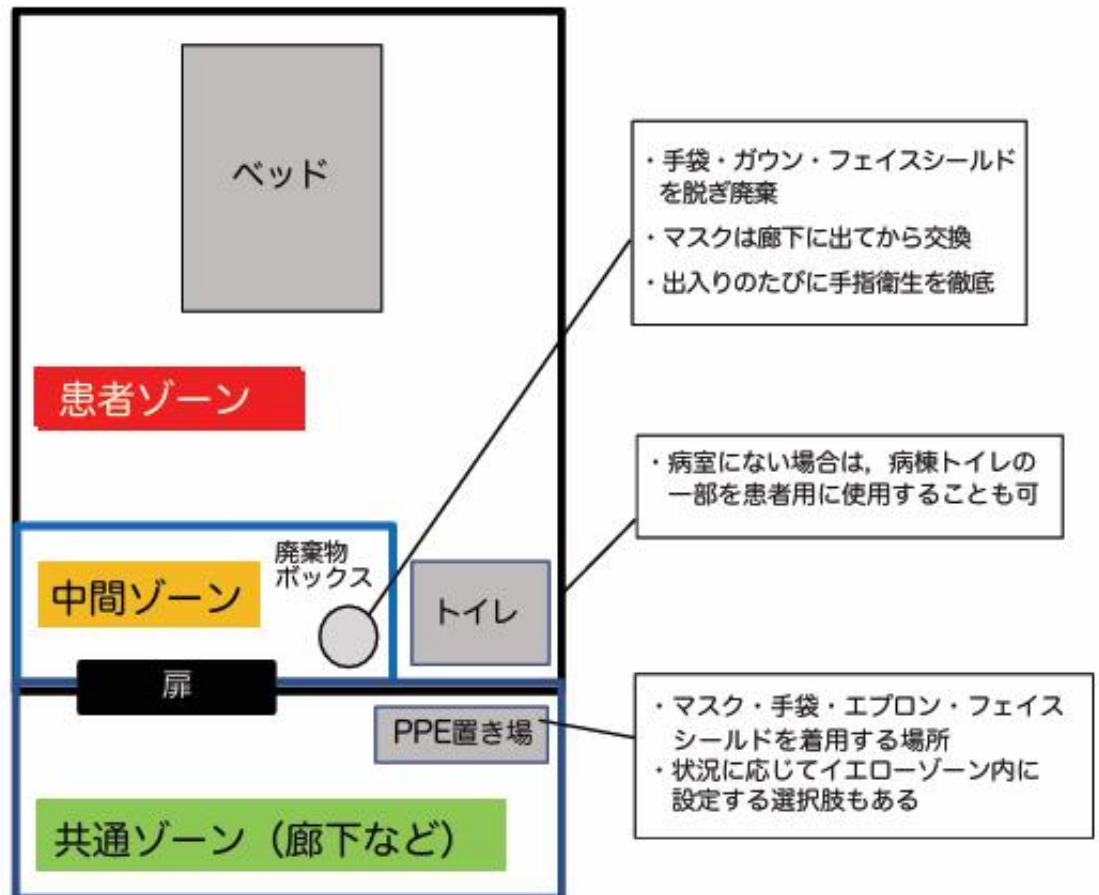 ベッド
・手袋・ガウン・フェイスシールド
を脱ぎ廃棄
・マスクは廊下に出てから交換
・出入りのたびに手指衛生を徹底
患者ゾーン
・病室にない場合は，病棟トイレの
一部を患者用に使用することも可
廃棄物
ボックス
中間ゾーン
トイレ
扉
PPE置き場
・マスク・手袋・エプロン・フェイス
シールドを着用する場所
・状況に応じてイエローゾーン内に
設定する選択肢もある
共通ゾーン（廊下など）